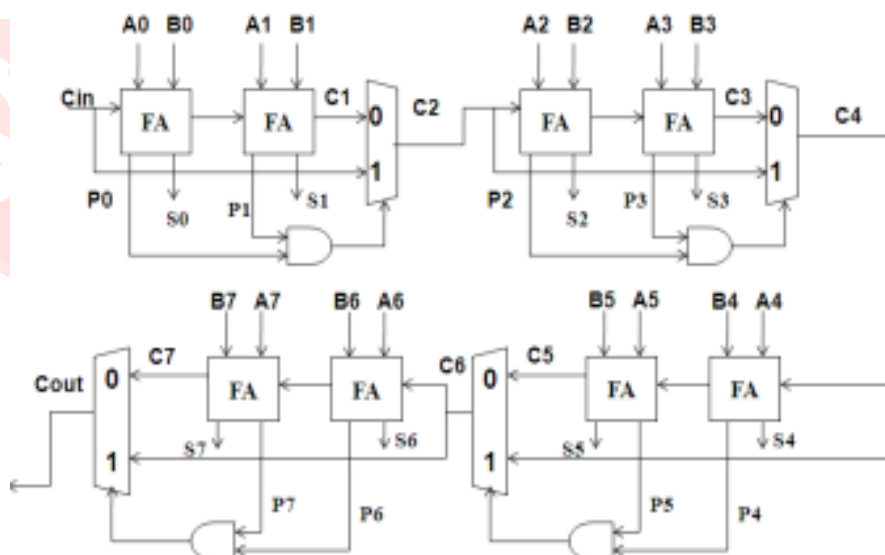 A0 B0 A1 B1 A2 B2 A3 B3
Cin FA FA C1 0 C2 FA FA C3 0 C4
1 1
P0 S0 P1 S1 P2 S2 P3 S3
B7 A7 B6 A6 B5 A5 B4 A4
Cout 0 C7 FA FA C6 0 C5 FA FA
1 S7 S6 1 S5 S4
P7 P6 P5 P4